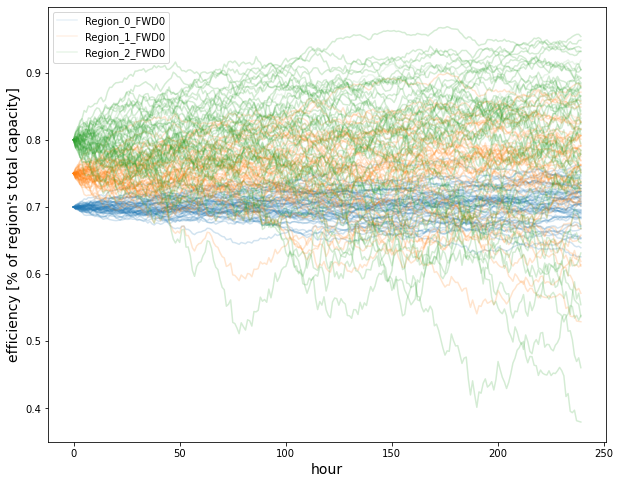 Region_0_FWD0
Region_1_FWD0
Region_2_FWD0
efficiency [% of region's total capacity]
0.9
0.8
0.7
0.6
0.5
0.4
0
50
100
150
200
250
hour